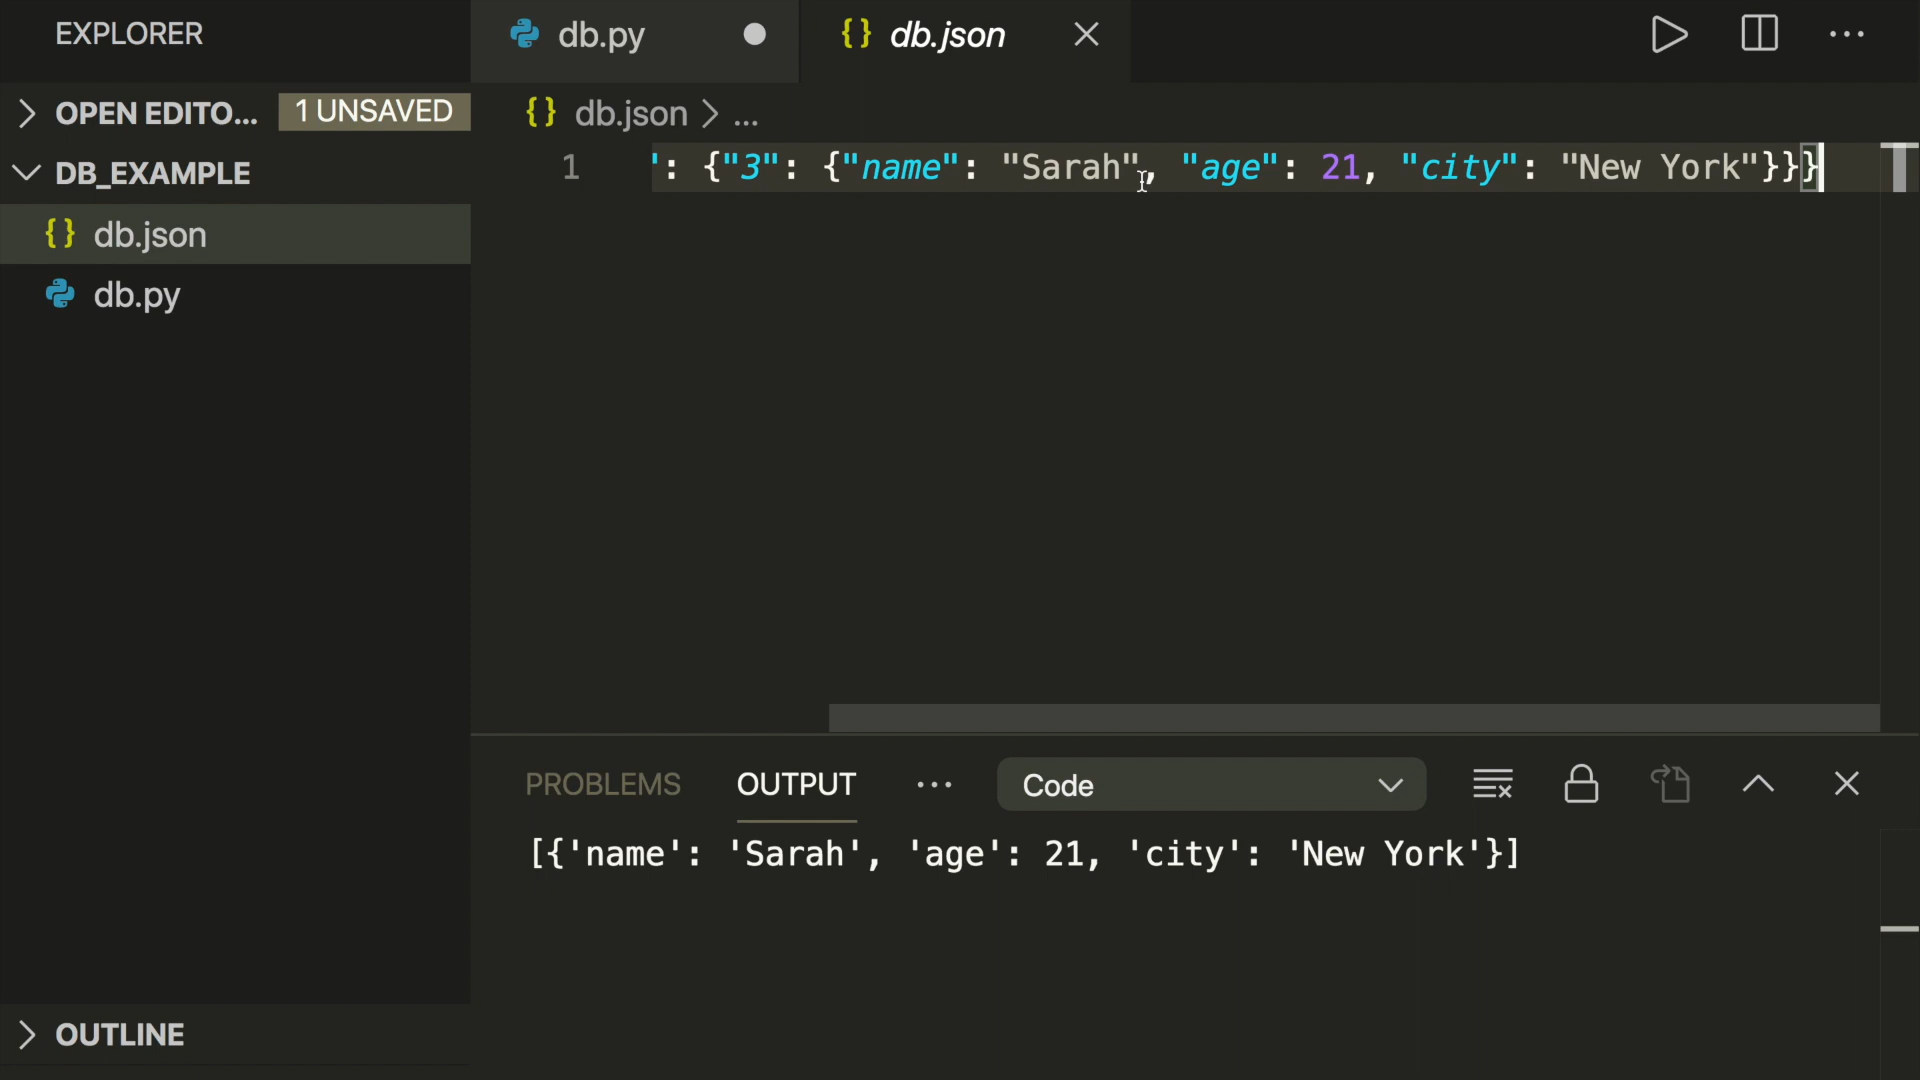 EXPLORER
OPEN EDITO... 1 UNSAVED
DB_EXAMPLE
{} db.json
db.py
OUTLINE
db.py
{} db.json
{} db.json > ...
1 ": {"3": {"name": "Sarah", "age": 21, "city": "New York"}}}
PROBLEMS OUTPUT ... Code
[{'name': 'Sarah', 'age': 21, 'city': 'New York'}]